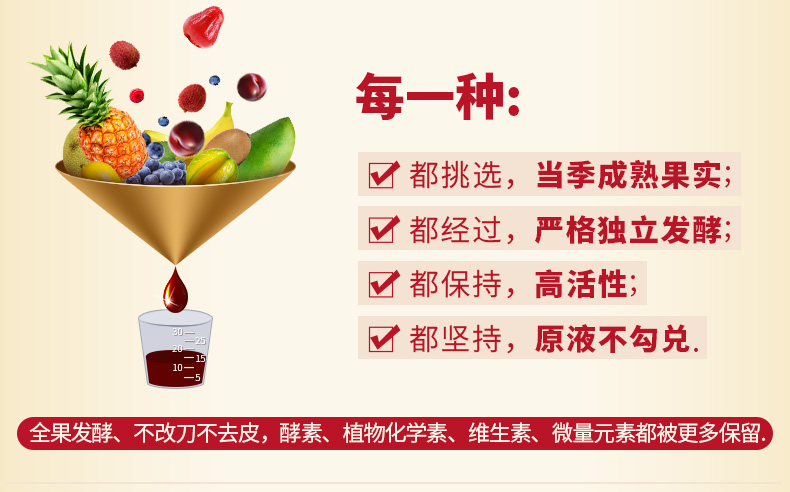 每一种:
都挑选，当季成熟果实;
都经过，严格独立发酵;
都保持，高活性;
都坚持，原液不勾兑.
30
25
20
15
10
5
全果发酵、不改刀不去皮，酵素、植物化学素、维生素、微量元素都被更多保留.